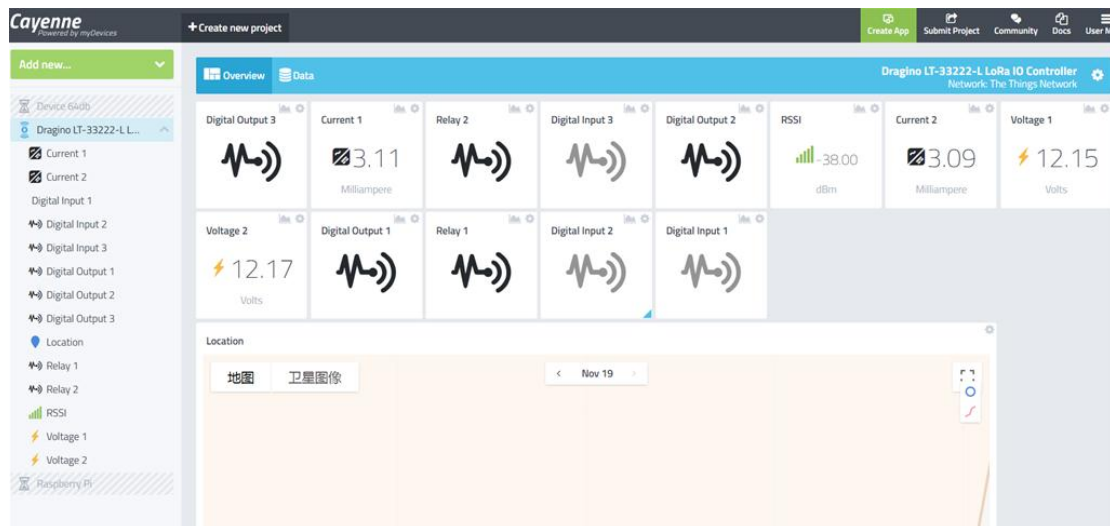 Cayenne
Powered by myDevices
+ Create new project
Create App
Submit Project
Community
Docs
User M
Add new...
Overview
Data
Dragino LT-33222-L LoRa IO Controller
Network: The Things Network
Device 64db
Dragino LT-33222-L L...
Current 1
Current 2
Digital Input 1
Digital Input 2
Digital Input 3
Digital Output 1
Digital Output 2
Digital Output 3
Location
Relay 1
Relay 2
RSSI
Voltage 1
Voltage 2
Raspberry Pi
Digital Output 3
Current 1
3.11
Milliampere
Relay 2
Digital Input 3
Digital Output 2
RSSI
-38.00
dBm
Current 2
3.09
Milliampere
Voltage 1
12.15
Volts
Voltage 2
12.17
Volts
Digital Output 1
Relay 1
Digital Input 2
Digital Input 1
Location
地图
卫星图像
< Nov 19 >